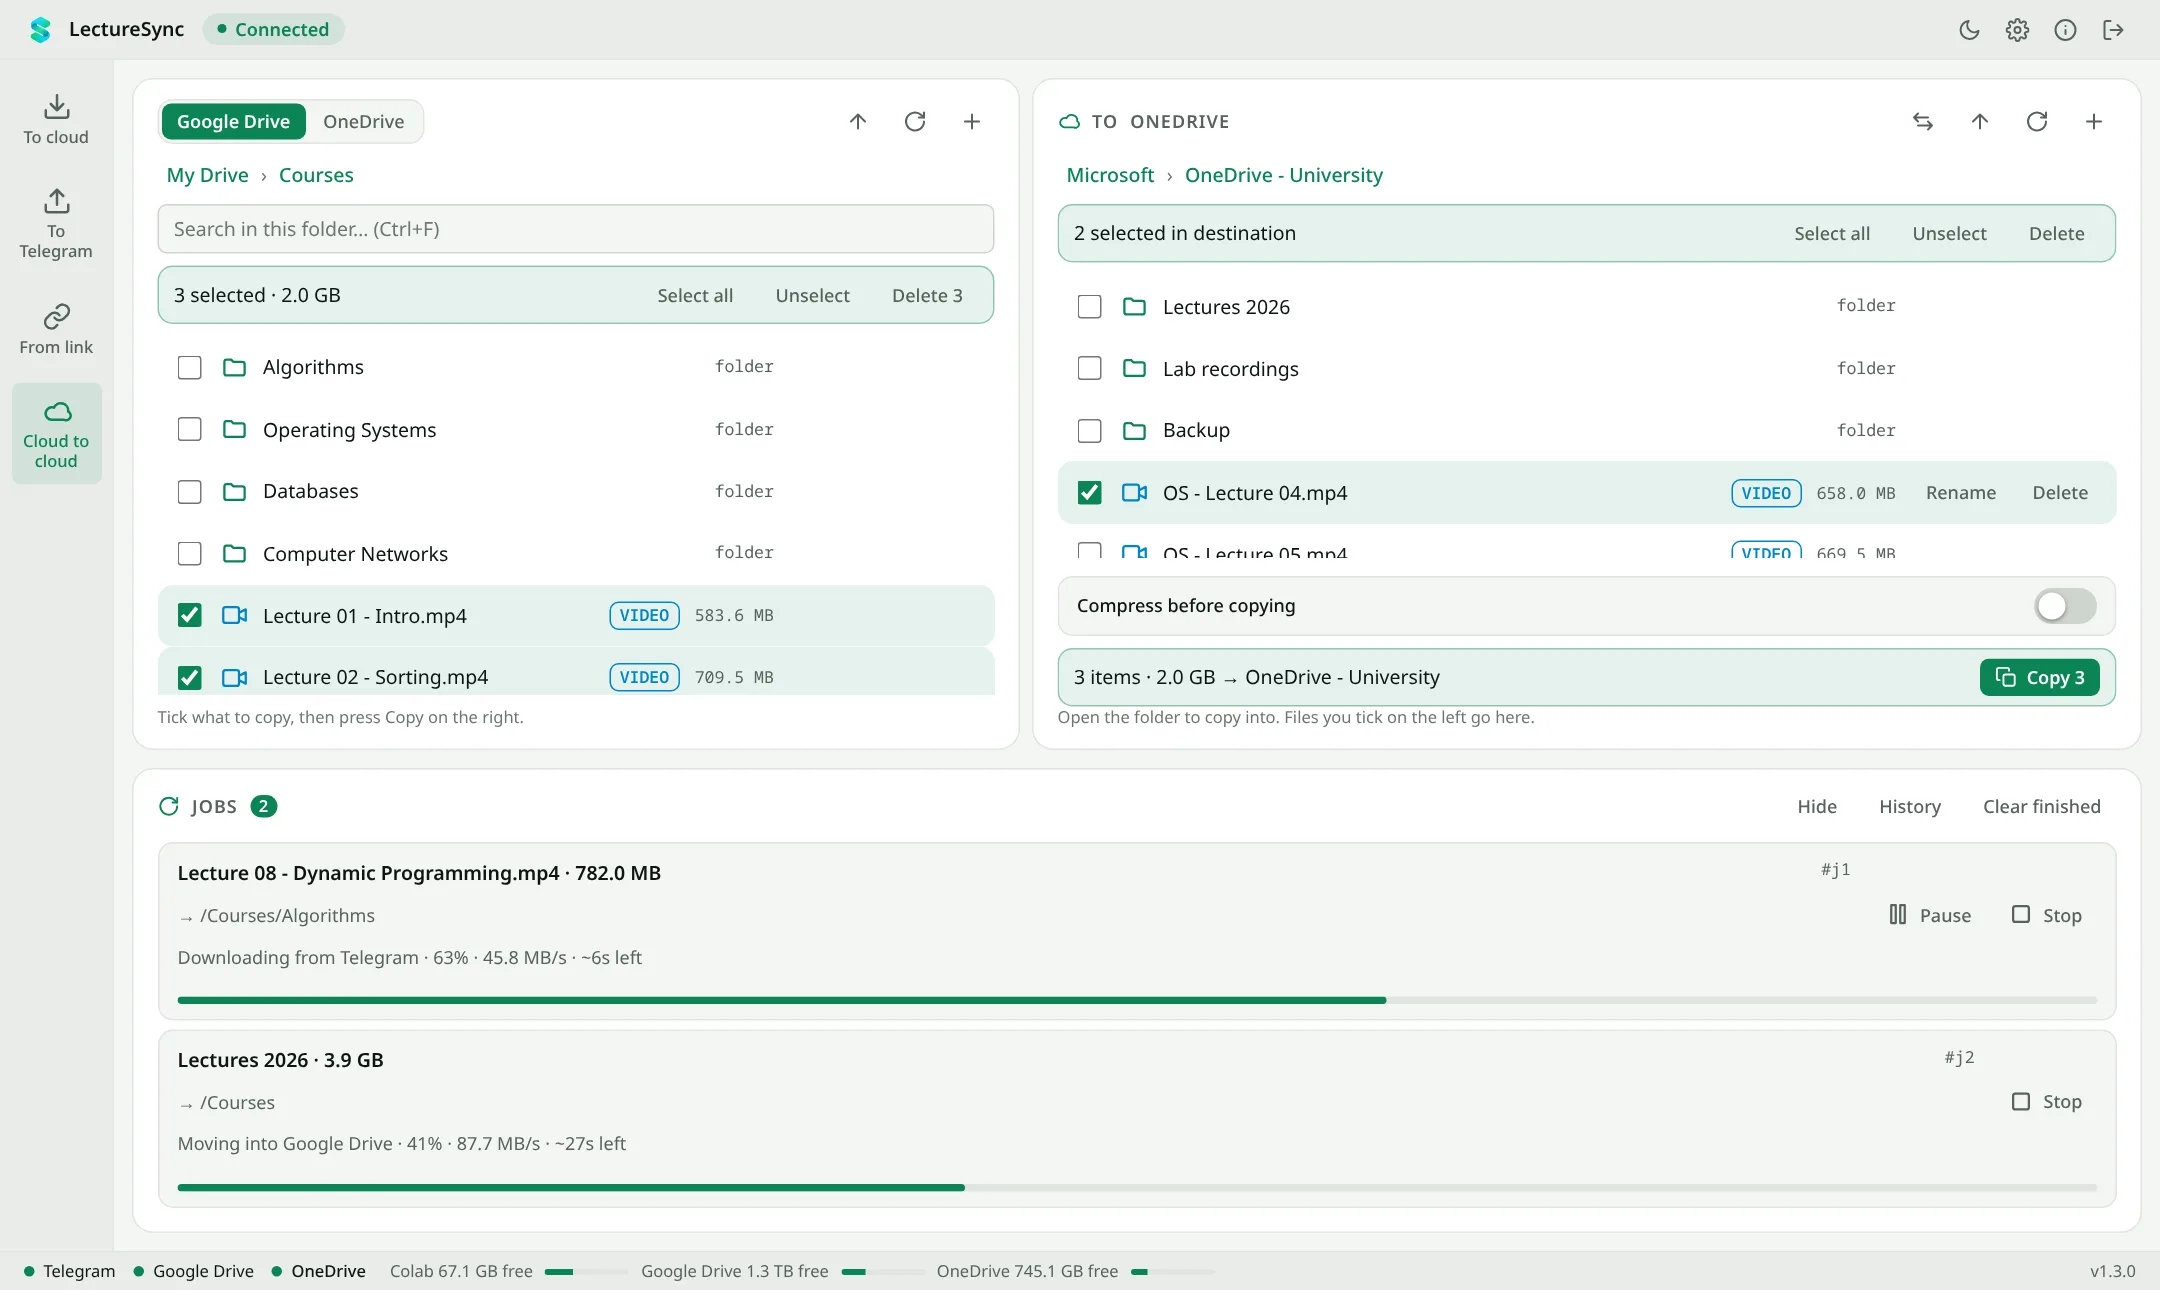 LectureSync
Connected
To cloud
To Telegram
From link
Cloud to cloud
Google Drive OneDrive
My Drive › Courses
Search in this folder... (Ctrl+F)
3 selected · 2.0 GB Select all Unselect Delete 3
Algorithms folder
Operating Systems folder
Databases folder
Computer Networks folder
Lecture 01 - Intro.mp4 VIDEO 583.6 MB
Lecture 02 - Sorting.mp4 VIDEO 709.5 MB
Tick what to copy, then press Copy on the right.
TO ONEDRIVE
Microsoft › OneDrive - University
2 selected in destination Select all Unselect Delete
Lectures 2026 folder
Lab recordings folder
Backup folder
OS - Lecture 04.mp4 VIDEO 658.0 MB Rename Delete
OS - Lecture 05.mp4 VIDEO 669.5 MB
Compress before copying
3 items · 2.0 GB → OneDrive - University Copy 3
Open the folder to copy into. Files you tick on the left go here.
JOBS 2 Hide History Clear finished
Lecture 08 - Dynamic Programming.mp4 · 782.0 MB #j1
→ /Courses/Algorithms Pause Stop
Downloading from Telegram · 63% · 45.8 MB/s · ~6s left
Lectures 2026 · 3.9 GB #j2
→ /Courses Stop
Moving into Google Drive · 41% · 87.7 MB/s · ~27s left
Telegram Google Drive OneDrive Colab 67.1 GB free Google Drive 1.3 TB free OneDrive 745.1 GB free v1.3.0